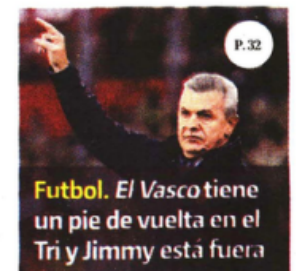 P.32
Futbol. El Vasco tiene
un pie de vuelta en el
Tri y Jimmy está fuera